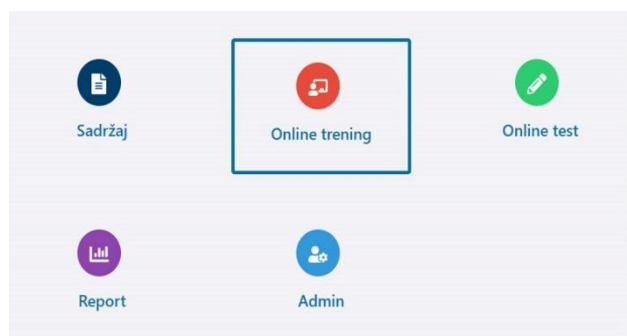 Sadržaj
Online trening
Online test
Report
Admin